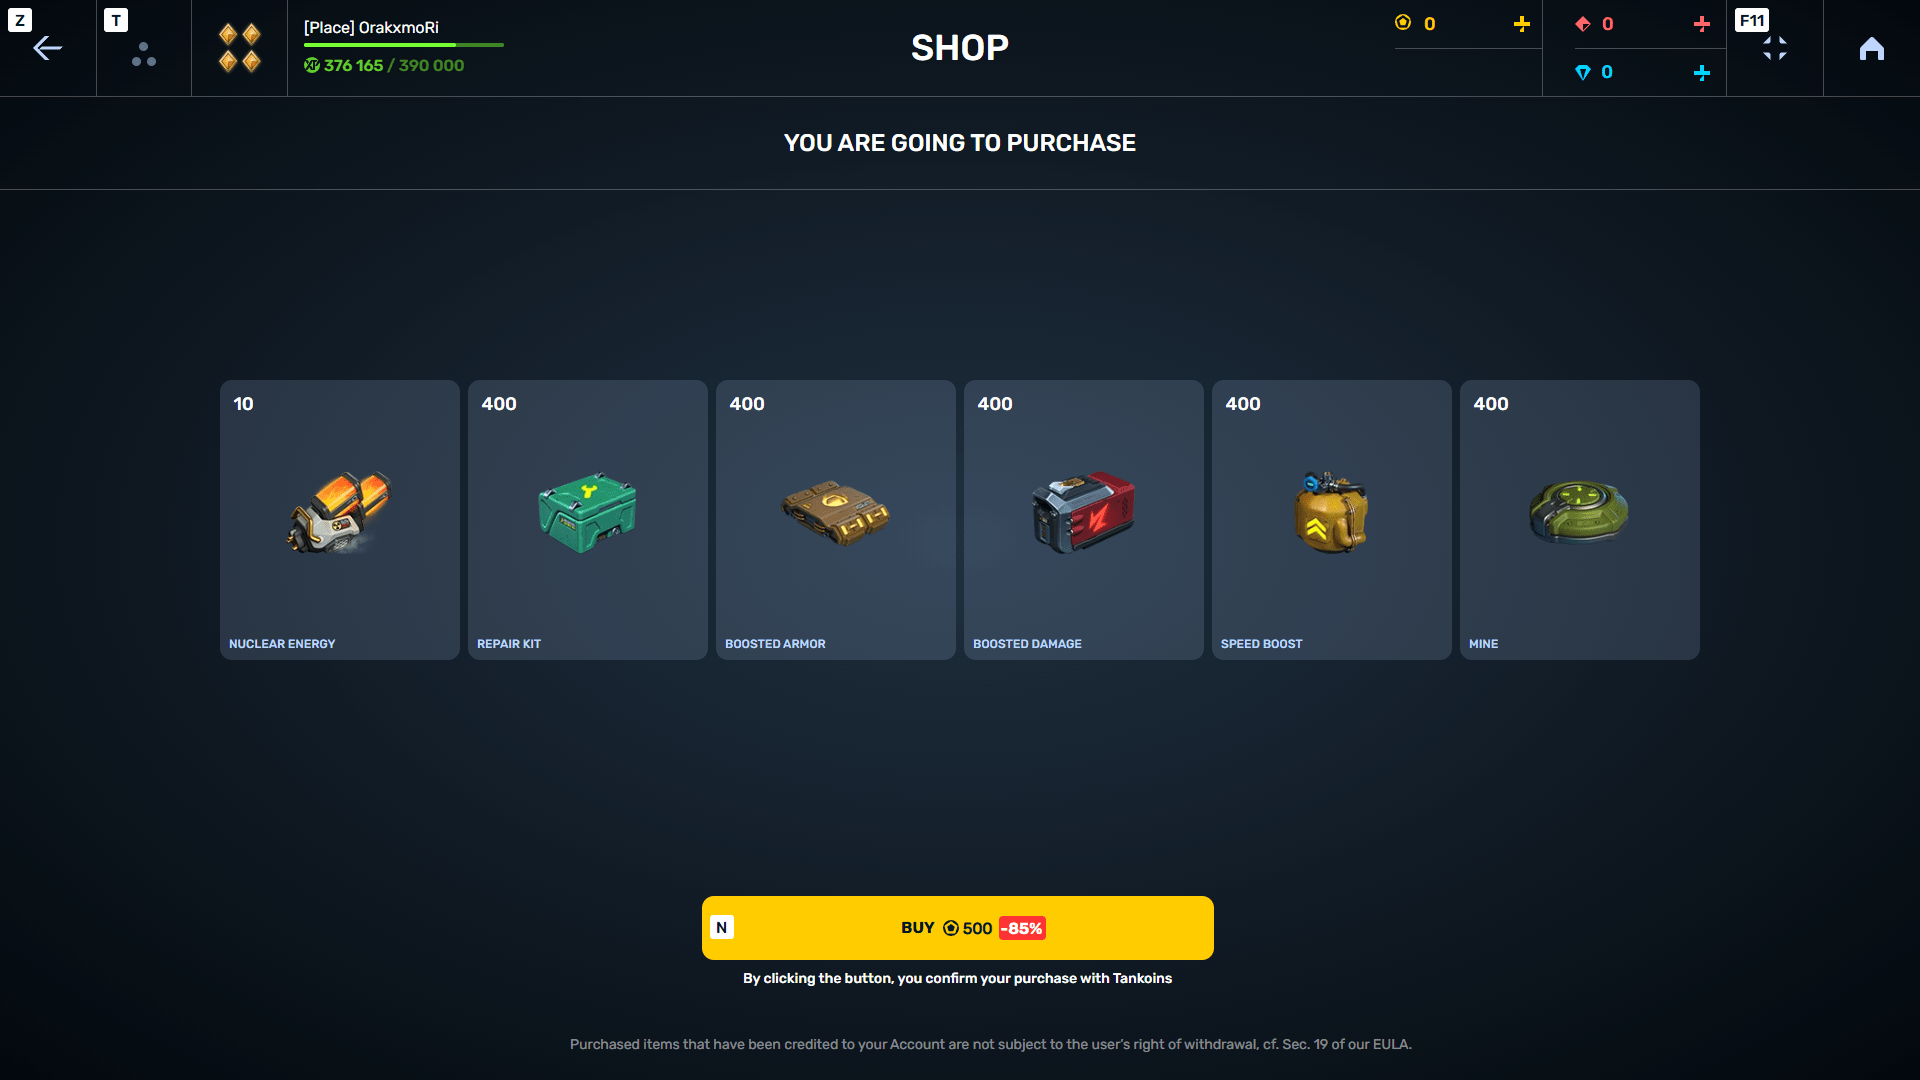 Z
T
[Place] OrakxmoRi
XP 376 165 / 390 000
SHOP
0
0
0
F11
YOU ARE GOING TO PURCHASE
10
NUCLEAR ENERGY
400
REPAIR KIT
400
BOOSTED ARMOR
400
BOOSTED DAMAGE
400
SPEED BOOST
400
MINE
N
BUY 500 -85%
By clicking the button, you confirm your purchase with Tankoins
Purchased items that have been credited to your Account are not subject to the user's right of withdrawal, cf. Sec. 19 of our EULA.